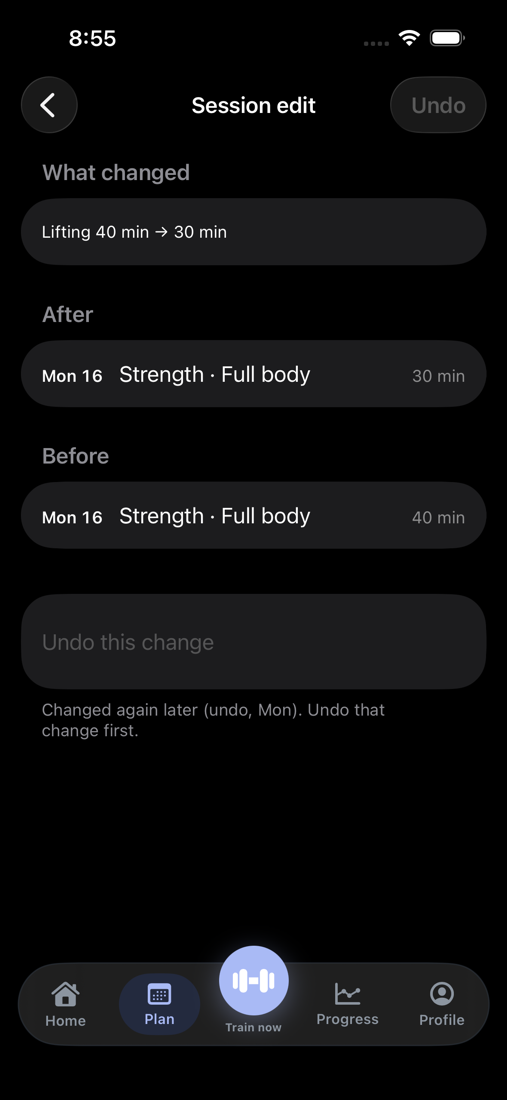 8:55
Session edit
Undo
What changed
Lifting 40 min → 30 min
After
Mon 16 Strength · Full body 30 min
Before
Mon 16 Strength · Full body 40 min
Undo this change
Changed again later (undo, Mon). Undo that
change first.
Home
Plan
Train now
Progress
Profile